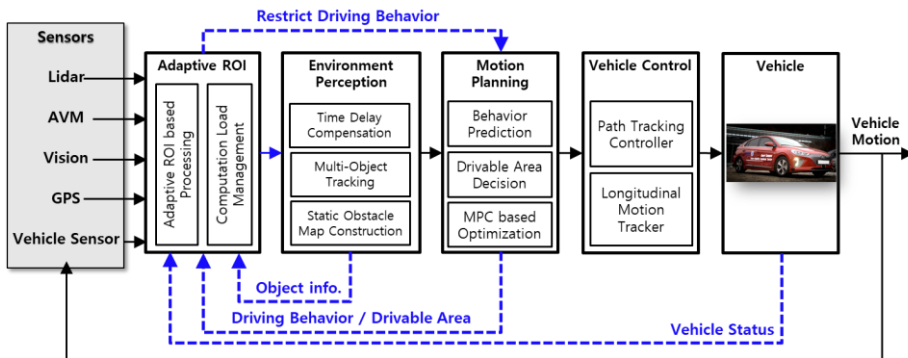 Restrict Driving Behavior
Sensors
Lidar
AVM
Vision
GPS
Vehicle Sensor
Adaptive ROI
Adaptive ROI based
Processing
Computation Load
Management
Environment
Perception
Time Delay
Compensation
Multi-Object
Tracking
Static Obstacle
Map Construction
Motion
Planning
Behavior
Prediction
Drivable Area
Decision
MPC based
Optimization
Vehicle Control
Path Tracking
Controller
Longitudinal
Motion
Tracker
Vehicle
Vehicle
Motion
Object info.
Driving Behavior / Drivable Area
Vehicle Status